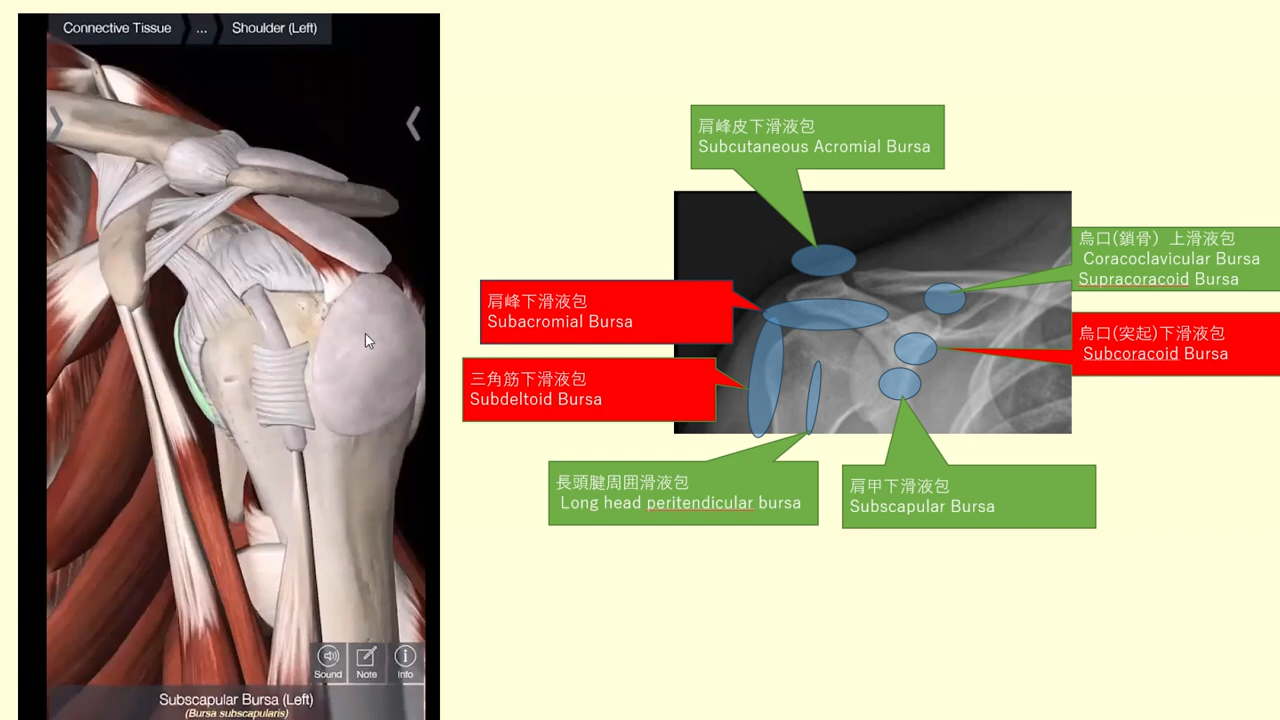 Connective Tissue ... Shoulder (Left)
肩峰皮下滑液包
Subcutaneous Acromial Bursa
烏口(鎖骨）上滑液包
Coracoclavicular Bursa
Supracoracoid Bursa
肩峰下滑液包
Subacromial Bursa
烏口(突起)下滑液包
Subcoracoid Bursa
三角筋下滑液包
Subdeltoid Bursa
長頭腱周囲滑液包
Long head peritendicular bursa
肩甲下滑液包
Subscapular Bursa
Sound Note Info
Subscapular Bursa (Left)
(Bursa subscapularis)